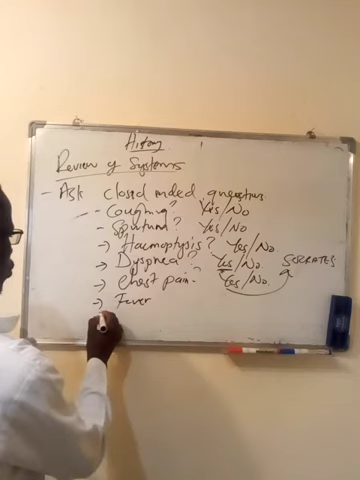 History
Review of Systems
- Ask closed ended questions
- Coughing? Yes/No
- Sputum? Yes/No
→ Haemoptysis? Yes/No.
→ Dyspnea? Yes/No.
→ Chest pain. Yes/No. SOCRATES
→ Fever
→